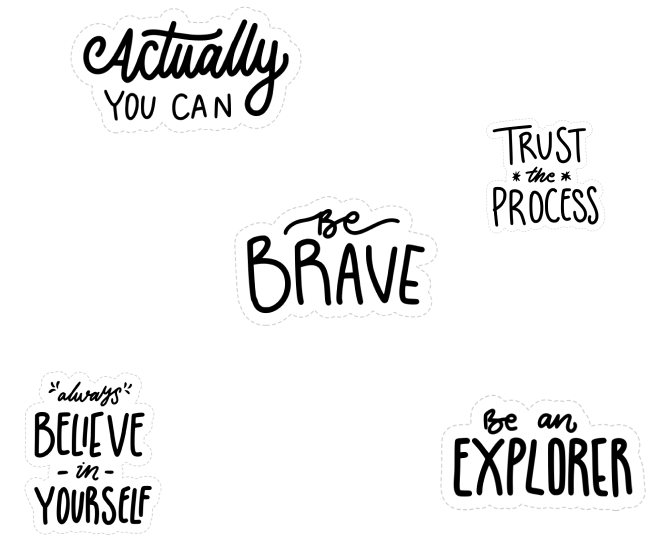 Actually
YOU CAN
TRUST
* the *
PROCESS
Be
BRAVE
"always"
BELIEVE
- in -
YOURSELF
Be an
EXPLORER